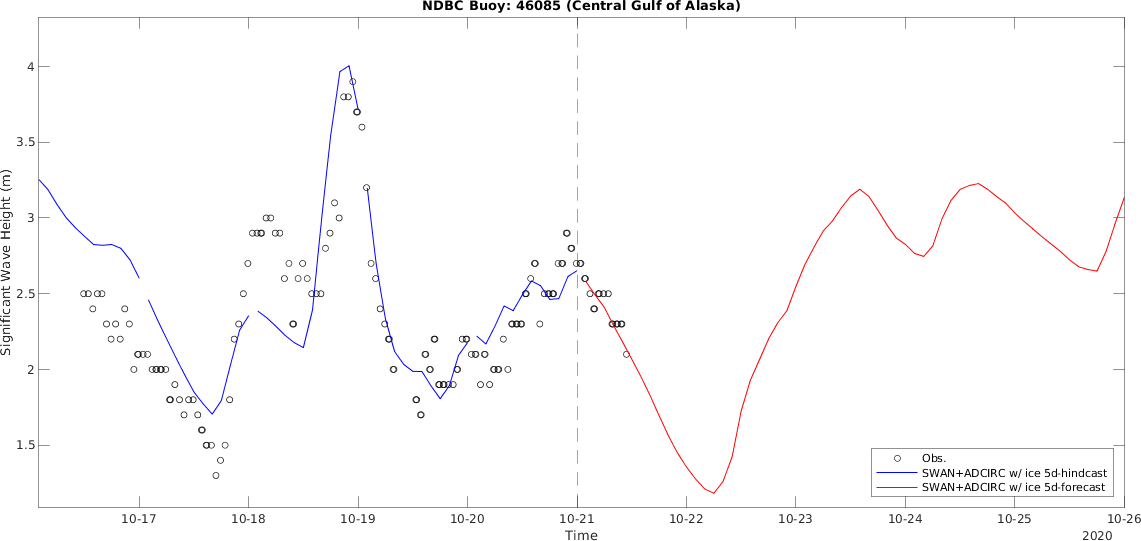 NDBC Buoy: 46085 (Central Gulf of Alaska)
Significant Wave Height (m)
4
3.5
3
2.5
2
1.5
Obs.
SWAN+ADCIRC w/ ice 5d-hindcast
SWAN+ADCIRC w/ ice 5d-forecast
10-17 10-18 10-19 10-20 10-21 10-22 10-23 10-24 10-25 10-26
Time
2020